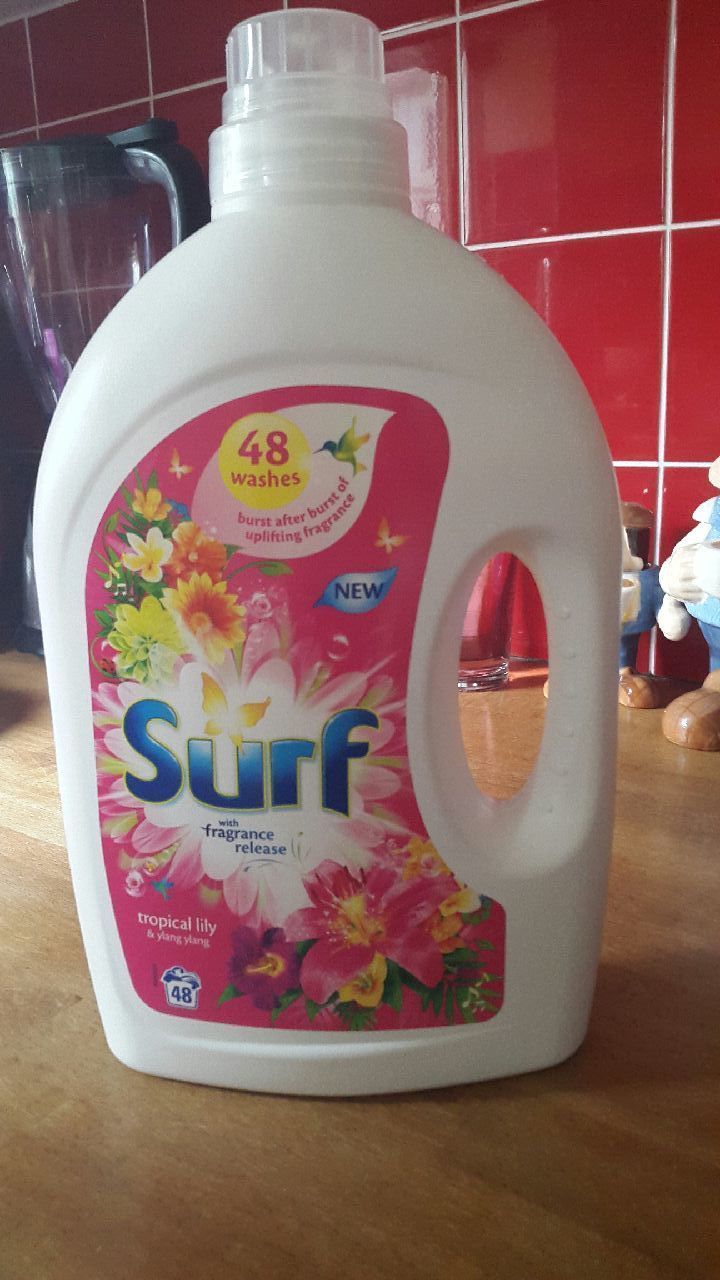 48
washes
burst after burst of
uplifting fragrance
NEW
Surf
with
fragrance
release
tropical lily
& ylang ylang
48